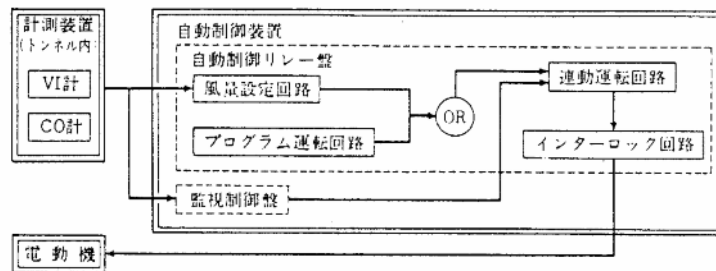 計測装置
(トンネル内)
VI計
CO計
自動制御装置
自動制御リレー盤
風量設定回路
プログラム運転回路
OR
連動運転回路
インターロック回路
監視制御盤
電動機